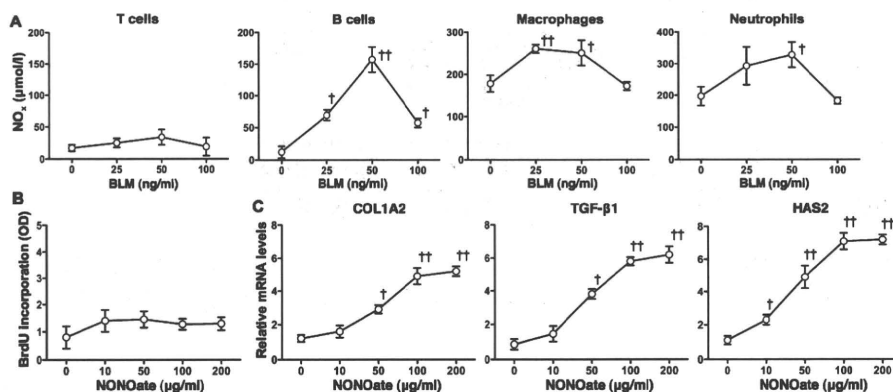 A
T cells
B cells
Macrophages
Neutrophils
NOx (µmol/l)
200
150
100
50
0
0 25 50 100
BLM (ng/ml)
200
150
100
50
0
† †† †
0 25 50 100
BLM (ng/ml)
300
200
100
0
†† †
0 25 50 100
BLM (ng/ml)
400
300
200
100
0
†
0 25 50 100
BLM (ng/ml)
B
BrdU incorporation (OD)
5
4
3
2
1
0
0 10 50 100 200
NONOate (µg/ml)
C
COL1A2
TGF-β1
HAS2
Relative mRNA levels
8
6
4
2
0
† †† ††
0 10 50 100 200
NONOate (µg/ml)
8
6
4
2
0
† †† ††
0 10 50 100 200
NONOate (µg/ml)
8
6
4
2
0
† †† †† ††
0 10 50 100 200
NONOate (µg/ml)